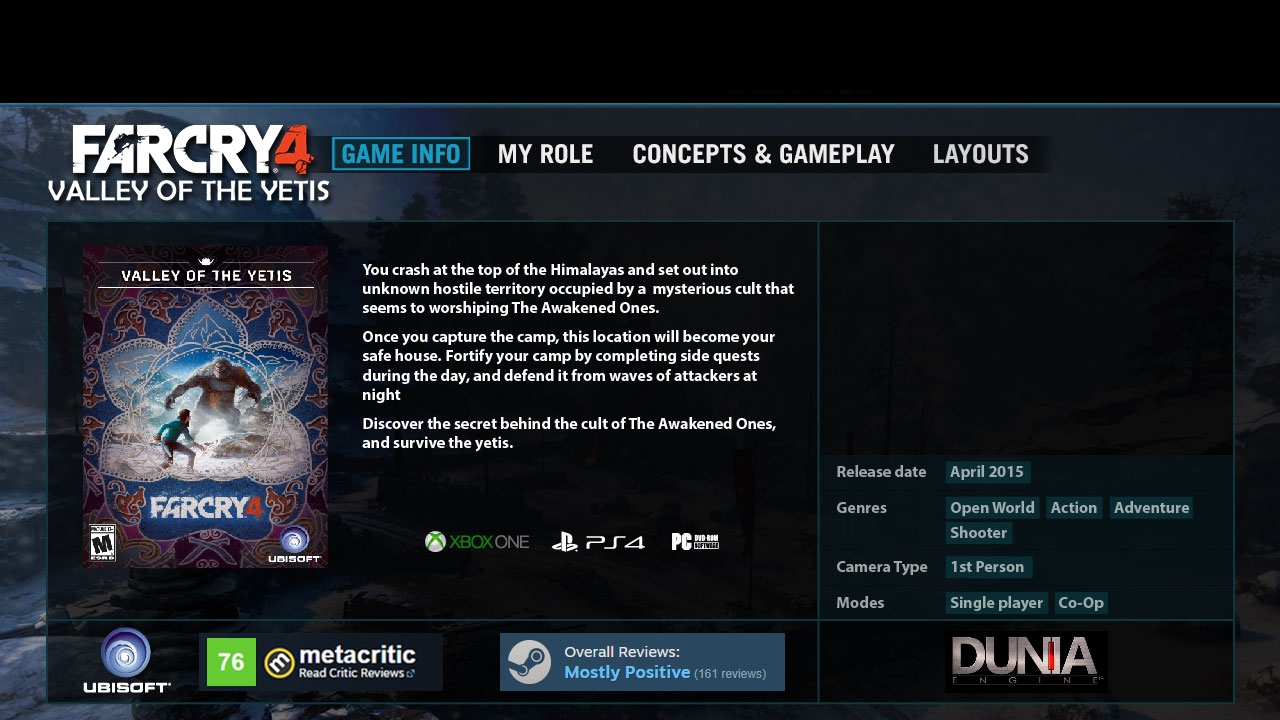 FARCRY4
VALLEY OF THE YETIS
GAME INFO
MY ROLE
CONCEPTS & GAMEPLAY
LAYOUTS
VALLEY OF THE YETIS
FARCRY4
M
ESRB
UBISOFT
You crash at the top of the Himalayas and set out into
unknown hostile territory occupied by a mysterious cult that
seems to worshiping The Awakened Ones.
Once you capture the camp, this location will become your
safe house. Fortify your camp by completing side quests
during the day, and defend it from waves of attackers at
night
Discover the secret behind the cult of The Awakened Ones,
and survive the yetis.
XBOX ONE
PS4
PC DVD-ROM
SOFTWARE
Release date April 2015
Genres Open World Action Adventure
Shooter
Camera Type 1st Person
Modes Single player Co-Op
UBISOFT
76
metacritic
Read Critic Reviews
Overall Reviews:
Mostly Positive (161 reviews)
DUNIA
ENGINE